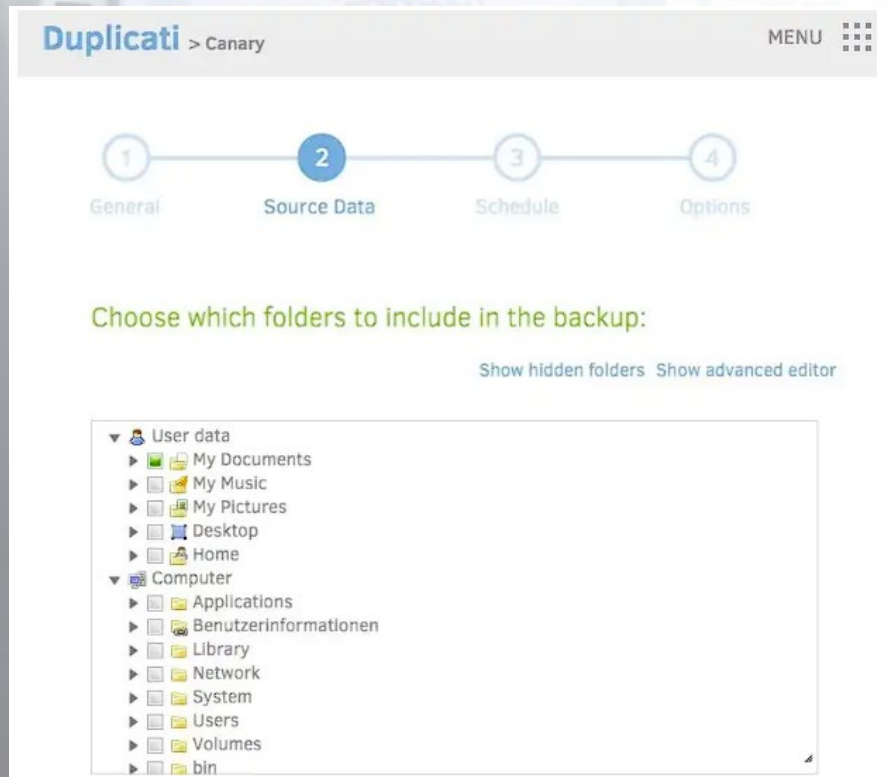 Duplicati > Canary MENU
1 2 3 4
General Source Data Schedule Options
Choose which folders to include in the backup:
Show hidden folders Show advanced editor
User data
My Documents
My Music
My Pictures
Desktop
Home
Computer
Applications
Benutzerinformationen
Library
Network
System
Users
Volumes
bin